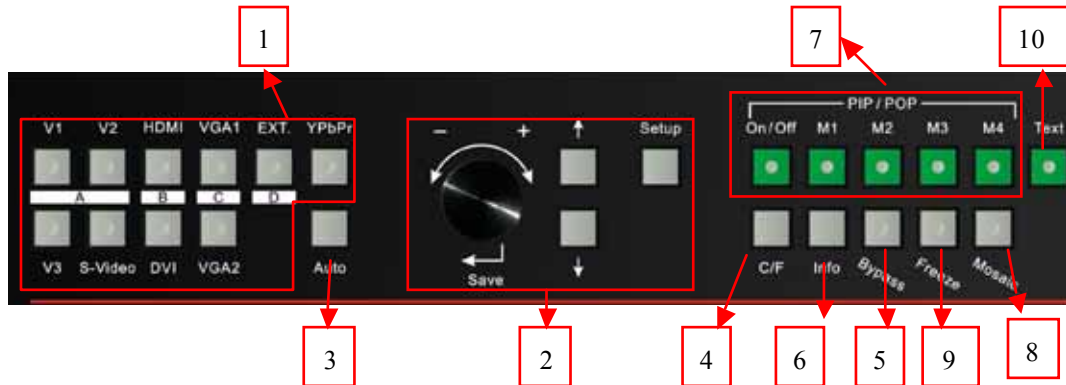 1
7
10
PIP / POP
V1 V2 HDMI VGA1 EXT. YPbPr
− + ↑ Setup
On/Off M1 M2 M3 M4 Text
A B C D
V3 S-Video DVI VGA2 Auto
Save ↓
C/F Info Bypass Freeze Mosaic
3 2 4 6 5 9 8